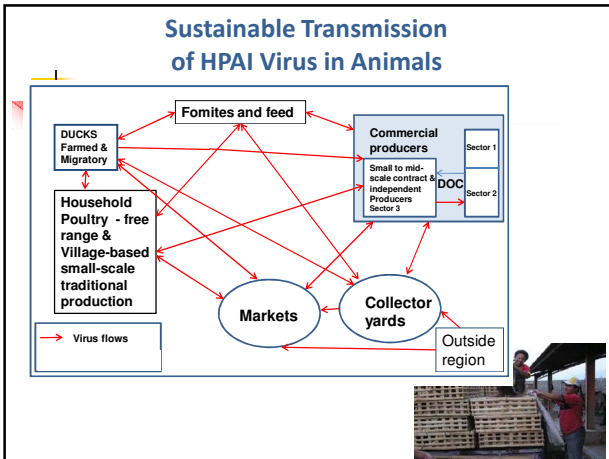 Sustainable Transmission
of HPAI Virus in Animals
Fomites and feed
DUCKS
Farmed &
Migratory
Commercial
producers
Sector 1
Small to mid-
scale contract &
independent
Producers
Sector 3
DOC
Sector 2
Household
Poultry - free
range &
Village-based
small-scale
traditional
production
Markets
Collector
yards
Outside
region
Virus flows